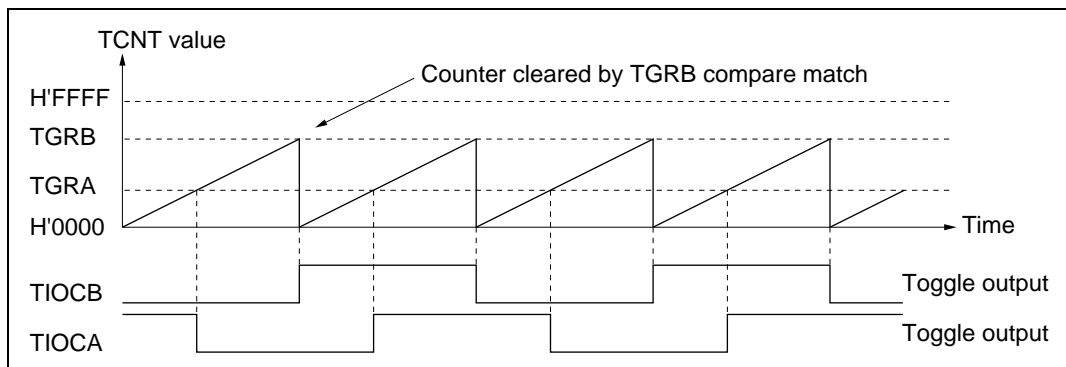 TCNT value
Counter cleared by TGRB compare match
H'FFFF
TGRB
TGRA
H'0000
Time
TIOCB
Toggle output
TIOCA
Toggle output